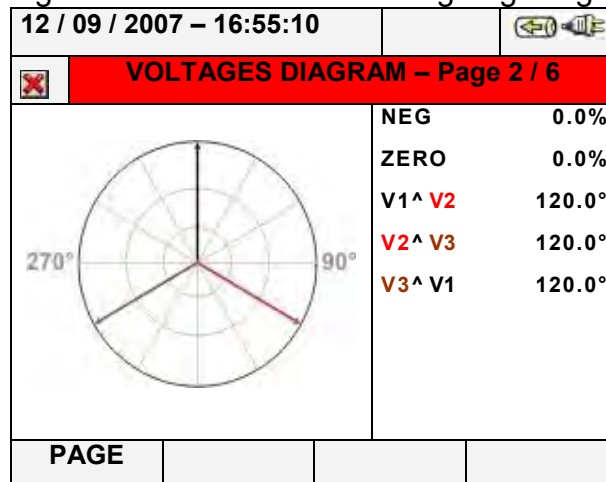 12 / 09 / 2007 – 16:55:10
VOLTAGES DIAGRAM – Page 2 / 6
NEG 0.0%
ZERO 0.0%
V1^ V2 120.0°
V2^ V3 120.0°
V3^ V1 120.0°
270° 90°
PAGE